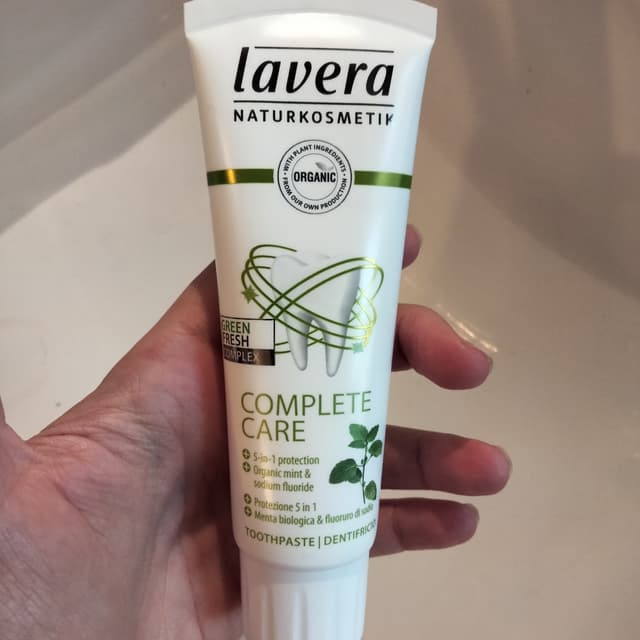 lavera
NATURKOSMETIK
• WITH PLANT INGREDIENTS •
ORGANIC
FROM OUR OWN PRODUCTION
GREEN
FRESH
COMPLEX
COMPLETE
CARE
5-in-1 protection
Organic mint &
sodium fluoride
Protezione 5 in 1
Menta biologica & fluoruro di sodio
TOOTHPASTE | DENTIFRICIO